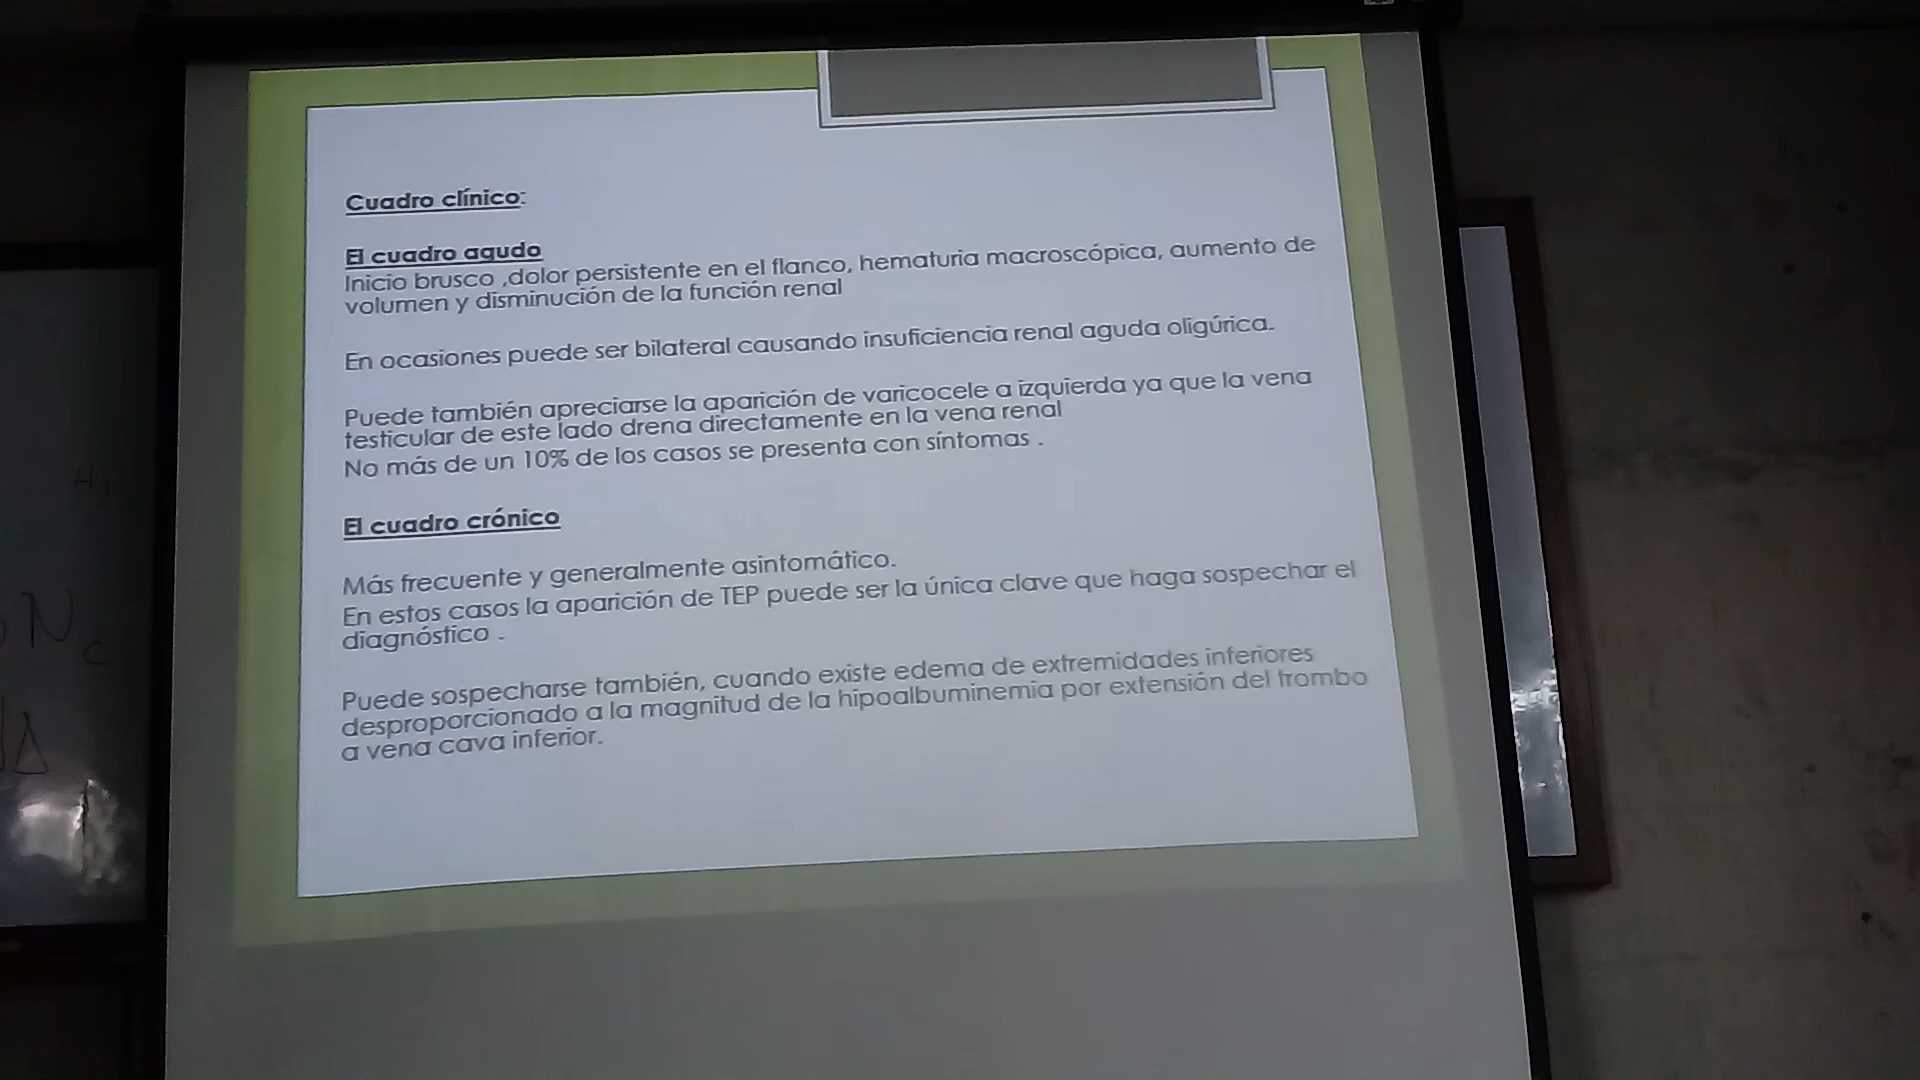 Cuadro clínico:
El cuadro agudo
Inicio brusco ,dolor persistente en el flanco, hematuria macroscópica, aumento de
volumen y disminución de la función renal
En ocasiones puede ser bilateral causando insuficiencia renal aguda oligúrica.
Puede también apreciarse la aparición de varicocele a izquierda ya que la vena
testicular de este lado drena directamente en la vena renal
No más de un 10% de los casos se presenta con síntomas .
El cuadro crónico
Más frecuente y generalmente asintomático.
En estos casos la aparición de TEP puede ser la única clave que haga sospechar el
diagnóstico .
Puede sospecharse también, cuando existe edema de extremidades inferiores
desproporcionado a la magnitud de la hipoalbuminemia por extensión del trombo
a vena cava inferior.